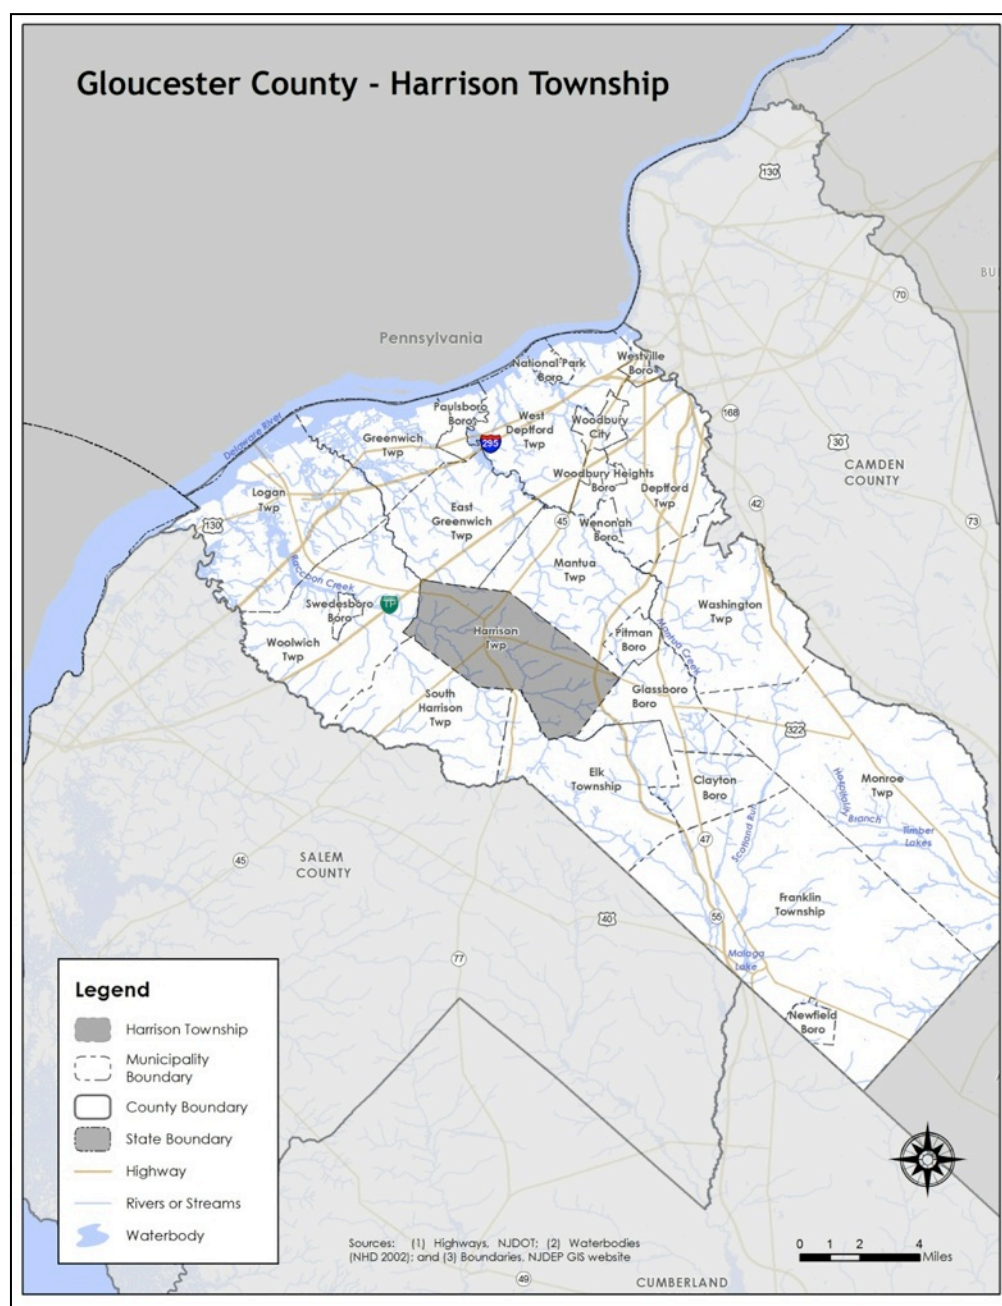 Gloucester County - Harrison Township
130
BU
70
Pennsylvania
National Park
Boro
Westville
Boro
Paulsboro
Boro
West
Deptford
Twp
Woodbury
City
168
Delaware River
Greenwich
Twp
295
30
CAMDEN
COUNTY
Woodbury Heights
Boro
Deptford
Twp
Logan
Twp
42
73
130
East
Greenwich
Twp
45
Wenonah
Boro
Mantua
Twp
Raccoon Creek
Swedesboro
Boro
TP
Washington
Twp
Woolwich
Twp
Harrison
Twp
Pitman
Boro
Mantua Creek
South
Harrison
Twp
Glassboro
Boro
322
Elk
Township
Clayton
Boro
Monroe
Twp
Hospitality
Branch
Timber
Lakes
Scotland Run
47
SALEM
COUNTY
45
Franklin
Township
40
55
77
Malaga
Lake
Newfield
Boro
Legend
Harrison Township
Municipality
Boundary
County Boundary
State Boundary
Highway
Rivers or Streams
Waterbody
Sources: (1) Highways, NJDOT; (2) Waterbodies
(NHD 2002); and (3) Boundaries, NJDEP GIS website
0 1 2 4
Miles
49
CUMBERLAND